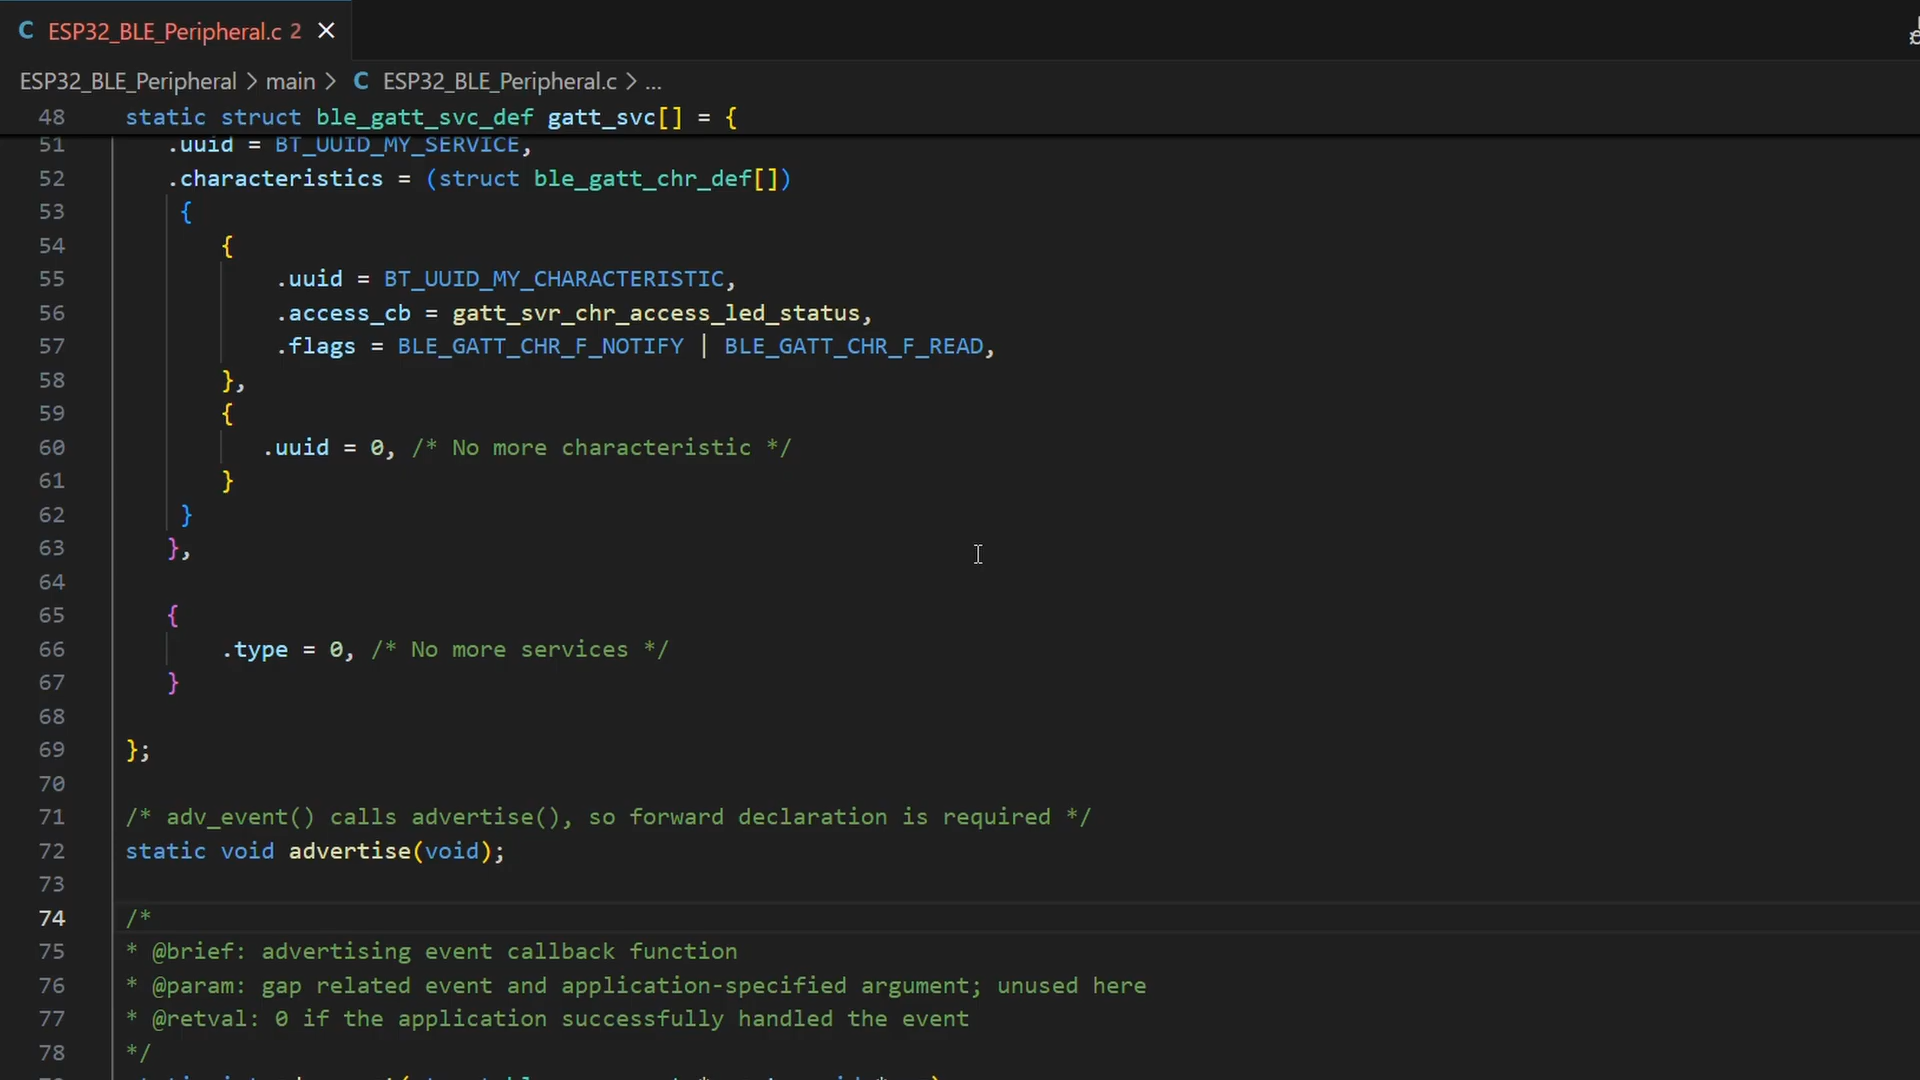 C ESP32_BLE_Peripheral.c 2 ×
ESP32_BLE_Peripheral > main > C ESP32_BLE_Peripheral.c > ...
48 static struct ble_gatt_svc_def gatt_svc[] = {
51 .uuid = BT_UUID_MY_SERVICE,
52 .characteristics = (struct ble_gatt_chr_def[])
53 {
54 {
55 .uuid = BT_UUID_MY_CHARACTERISTIC,
56 .access_cb = gatt_svr_chr_access_led_status,
57 .flags = BLE_GATT_CHR_F_NOTIFY | BLE_GATT_CHR_F_READ,
58 },
59 {
60 .uuid = 0, /* No more characteristic */
61 }
62 }
63 },
64
65 {
66 .type = 0, /* No more services */
67 }
68
69 };
70
71 /* adv_event() calls advertise(), so forward declaration is required */
72 static void advertise(void);
73
74 /*
75 * @brief: advertising event callback function
76 * @param: gap related event and application-specified argument; unused here
77 * @retval: 0 if the application successfully handled the event
78 */